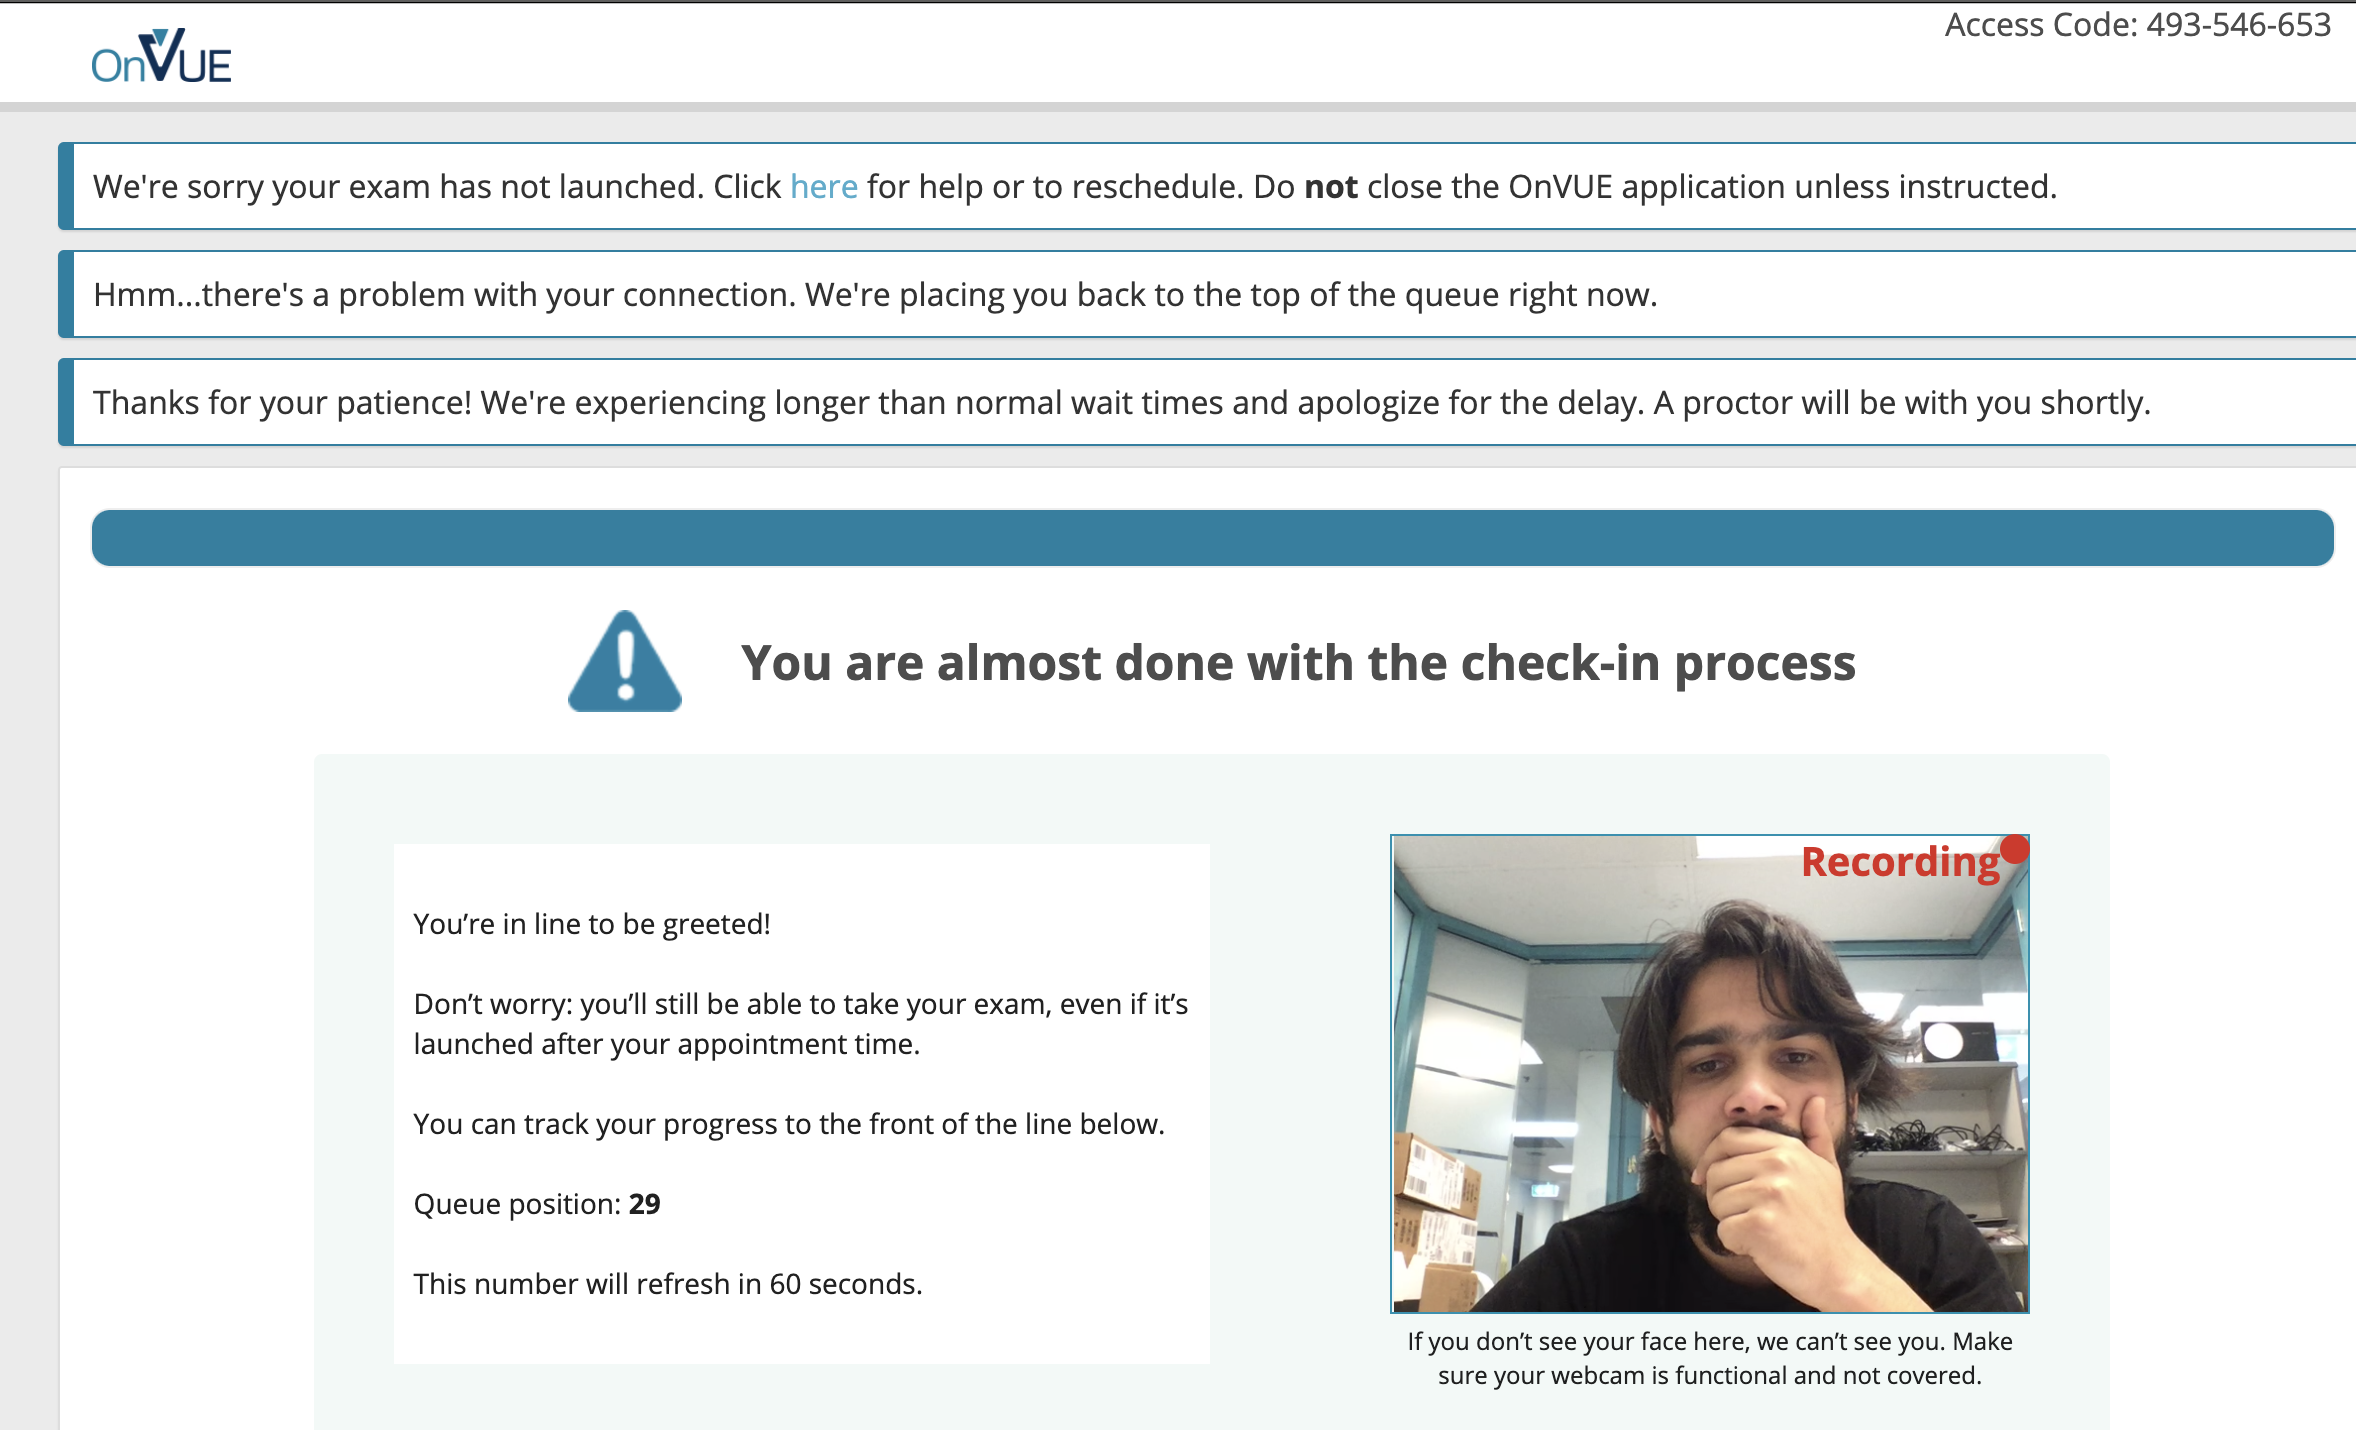 Access Code: 493-546-653
OnVUE
We're sorry your exam has not launched. Click here for help or to reschedule. Do not close the OnVUE application unless instructed.
Hmm...there's a problem with your connection. We're placing you back to the top of the queue right now.
Thanks for your patience! We're experiencing longer than normal wait times and apologize for the delay. A proctor will be with you shortly.
You are almost done with the check-in process
You’re in line to be greeted!
Don’t worry: you’ll still be able to take your exam, even if it’s
launched after your appointment time.
You can track your progress to the front of the line below.
Queue position: 29
This number will refresh in 60 seconds.
Recording
If you don’t see your face here, we can’t see you. Make
sure your webcam is functional and not covered.